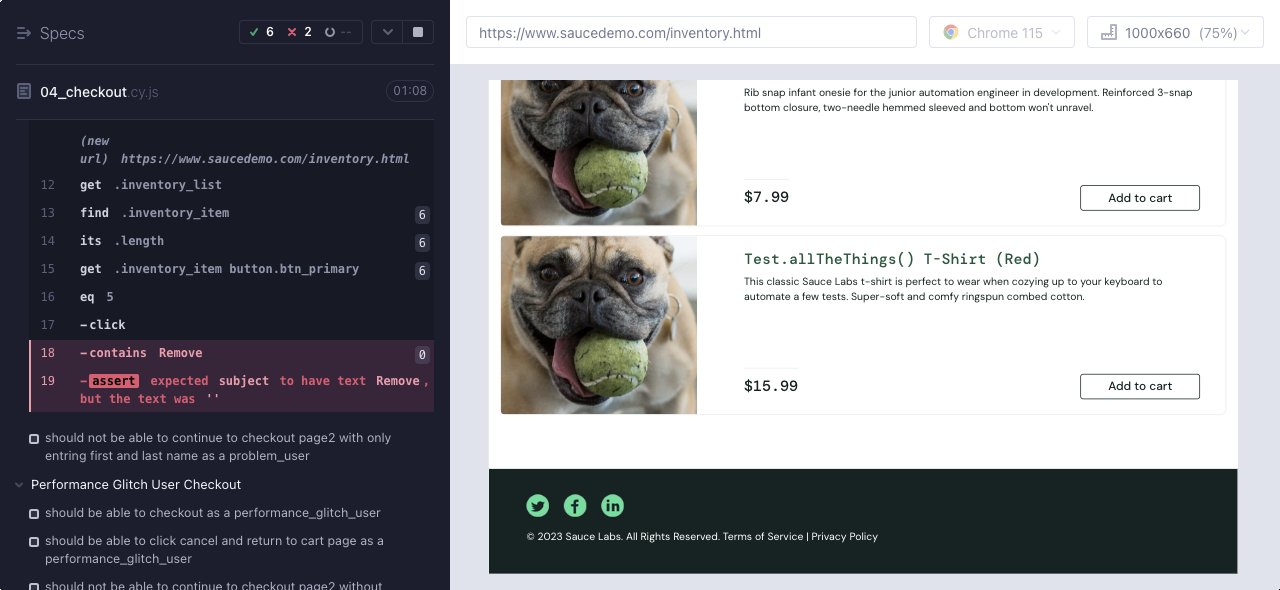 Specs
6 2 --
04_checkout.cy.js 01:08
(new
url) https://www.saucedemo.com/inventory.html
12 get .inventory_list
13 find .inventory_item 6
14 its .length 6
15 get .inventory_item button.btn_primary 6
16 eq 5
17 -click
18 -contains Remove 0
19 -assert expected subject to have text Remove,
but the text was ''
should not be able to continue to checkout page2 with only
entring first and last name as a problem_user
Performance Glitch User Checkout
should be able to checkout as a performance_glitch_user
should be able to click cancel and return to cart page as a
performance_glitch_user
should not be able to continue to checkout page2 without
https://www.saucedemo.com/inventory.html
Chrome 115
1000x660 (75%)
Rib snap infant onesie for the junior automation engineer in development. Reinforced 3-snap
bottom closure, two-needle hemmed sleeved and bottom won't unravel.
$7.99
Add to cart
Test.allTheThings() T-Shirt (Red)
This classic Sauce Labs t-shirt is perfect to wear when cozying up to your keyboard to
automate a few tests. Super-soft and comfy ringspun combed cotton.
$15.99
Add to cart
© 2023 Sauce Labs. All Rights Reserved. Terms of Service | Privacy Policy